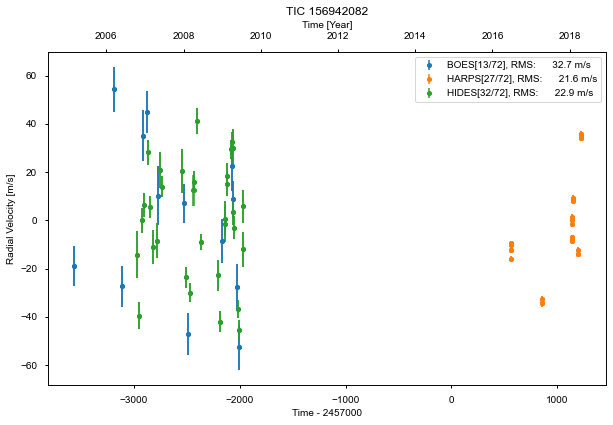 TIC 156942082
Time [Year]
2006 2008 2010 2012 2014 2016 2018
BOES[13/72], RMS: 32.7 m/s
HARPS[27/72], RMS: 21.6 m/s
HIDES[32/72], RMS: 22.9 m/s
60
40
20
0
−20
−40
−60
Radial Velocity [m/s]
−3000 −2000 −1000 0 1000
Time - 2457000